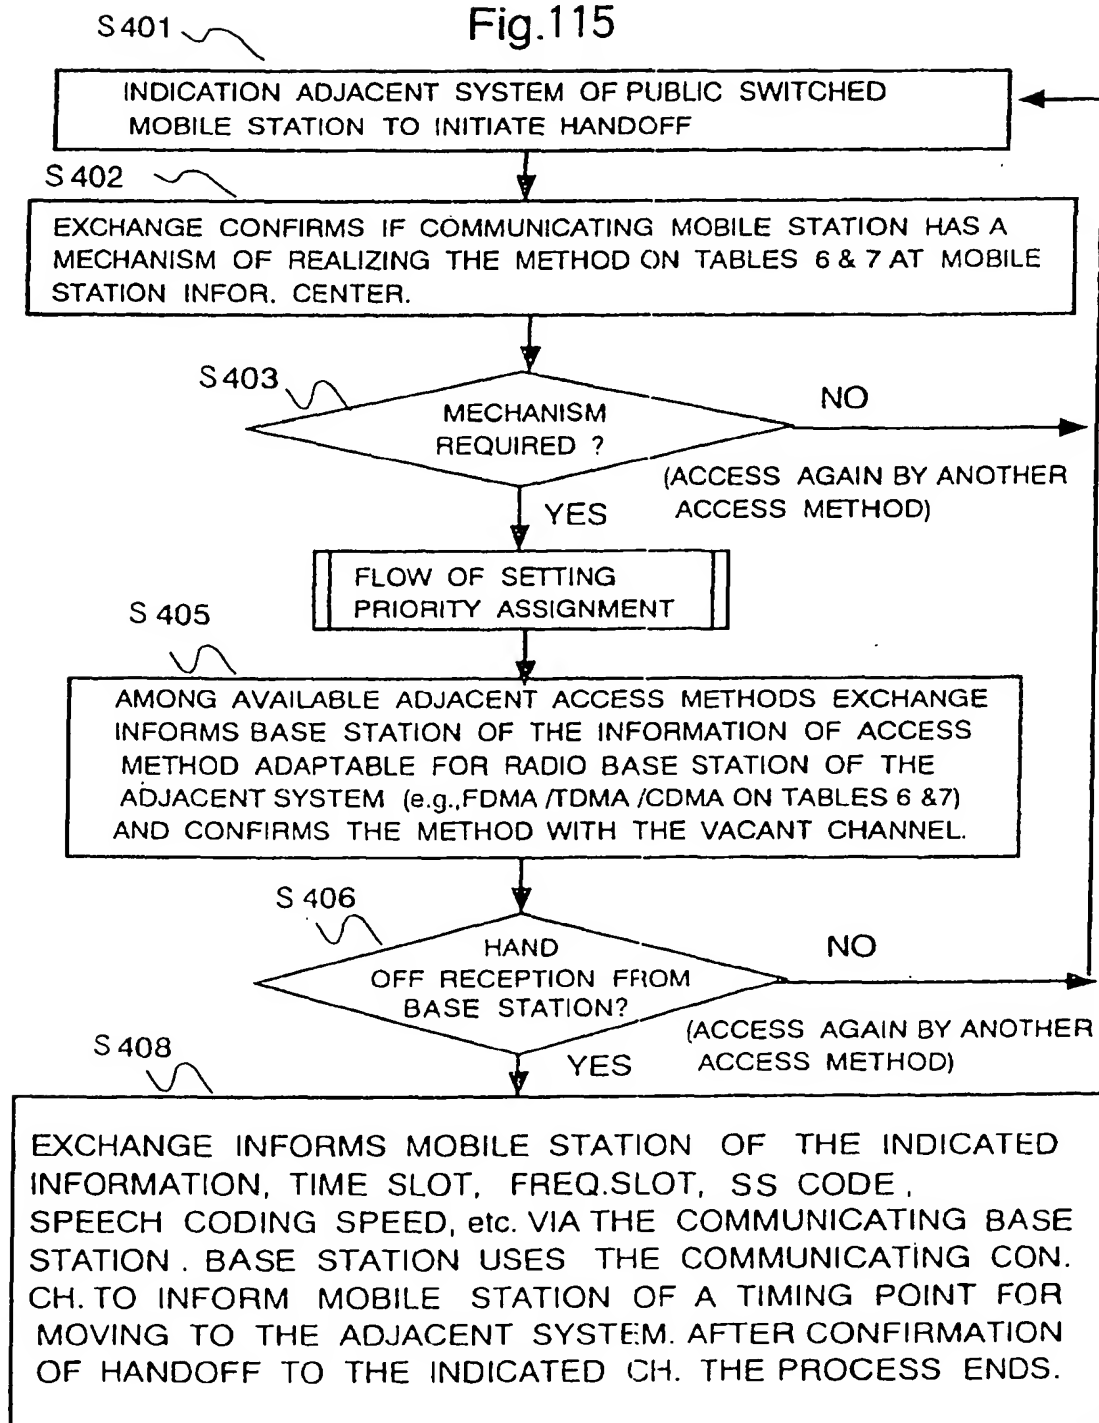 Fig.115
S401
INDICATION ADJACENT SYSTEM OF PUBLIC SWITCHED
MOBILE STATION TO INITIATE HANDOFF
S402
EXCHANGE CONFIRMS IF COMMUNICATING MOBILE STATION HAS A
MECHANISM OF REALIZING THE METHOD ON TABLES 6 & 7 AT MOBILE
STATION INFOR. CENTER.
S403
MECHANISM
REQUIRED ?
NO
(ACCESS AGAIN BY ANOTHER
ACCESS METHOD)
YES
FLOW OF SETTING
PRIORITY ASSIGNMENT
S 405
AMONG AVAILABLE ADJACENT ACCESS METHODS EXCHANGE
INFORMS BASE STATION OF THE INFORMATION OF ACCESS
METHOD ADAPTABLE FOR RADIO BASE STATION OF THE
ADJACENT SYSTEM (e.g.,FDMA /TDMA /CDMA ON TABLES 6 &7)
AND CONFIRMS THE METHOD WITH THE VACANT CHANNEL.
S 406
HAND
OFF RECEPTION FROM
BASE STATION?
NO
(ACCESS AGAIN BY ANOTHER
ACCESS METHOD)
YES
S 408
EXCHANGE INFORMS MOBILE STATION OF THE INDICATED
INFORMATION, TIME SLOT, FREQ.SLOT, SS CODE,
SPEECH CODING SPEED, etc. VIA THE COMMUNICATING BASE
STATION. BASE STATION USES THE COMMUNICATING CON.
CH. TO INFORM MOBILE STATION OF A TIMING POINT FOR
MOVING TO THE ADJACENT SYSTEM. AFTER CONFIRMATION
OF HANDOFF TO THE INDICATED CH. THE PROCESS ENDS.